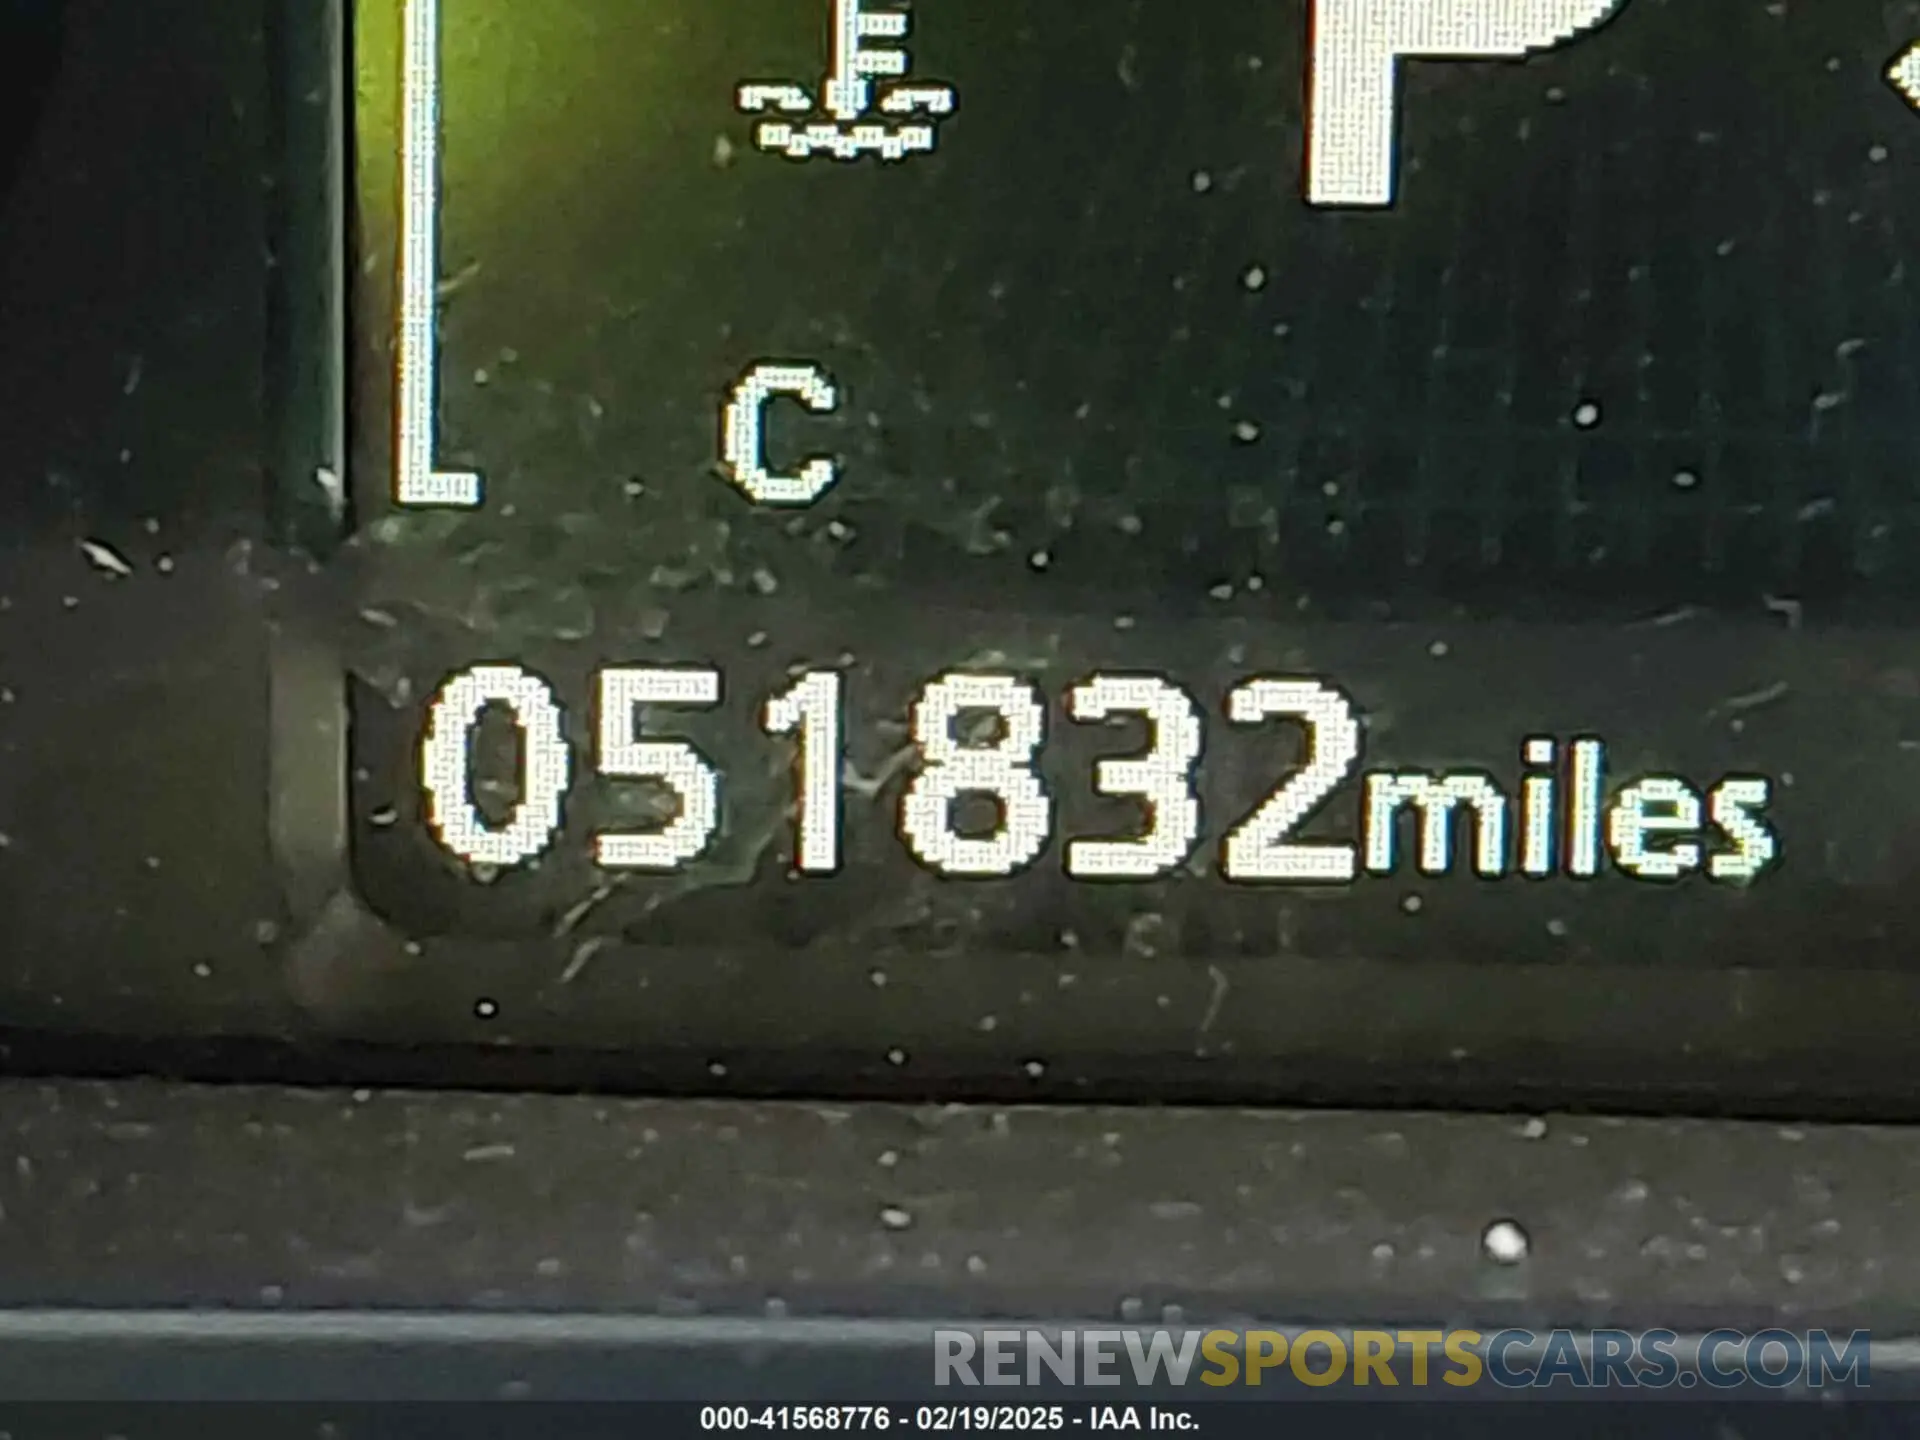 P
C
051832miles
RENEWSPORTSCARS.COM
000-41568776 - 02/19/2025 - IAA Inc.